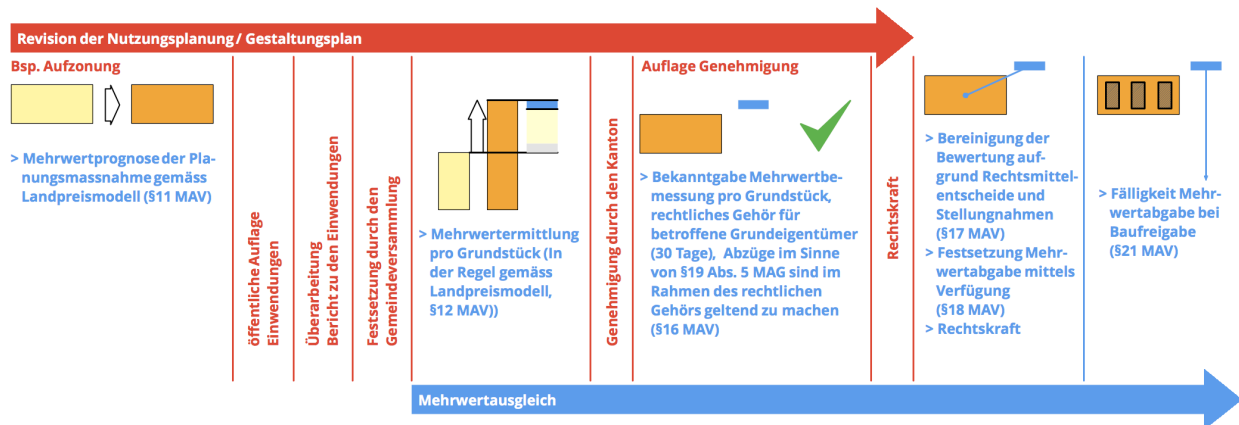 Revision der Nutzungsplanung / Gestaltungsplan
Bsp. Aufzonung
> Mehrwertprognose der Pla-
nungsmassnahme gemäss
Landpreismodell (§11 MAV)
öffentliche Auflage
Einwendungen
Überarbeitung
Bericht zu den Einwendungen
Festsetzung durch den
Gemeindeversammlung
> Mehrwertermittlung
pro Grundstück (In
der Regel gemäss
Landpreismodell,
§12 MAV))
Genehmigung durch den Kanton
Auflage Genehmigung
> Bekanntgabe Mehrwertbe-
messung pro Grundstück,
rechtliches Gehör für
betroffene Grundeigentümer
(30 Tage), Abzüge im Sinne
von §19 Abs. 5 MAG sind im
Rahmen des rechtlichen
Gehörs geltend zu machen
(§16 MAV)
Rechtskraft
> Bereinigung der
Bewertung auf-
grund Rechtsmittel-
entscheide und
Stellungnahmen
(§17 MAV)
> Festsetzung Mehr-
wertabgabe mittels
Verfügung
(§18 MAV)
> Rechtskraft
> Fälligkeit Mehr-
wertabgabe bei
Baufreigabe
(§21 MAV)
Mehrwertausgleich